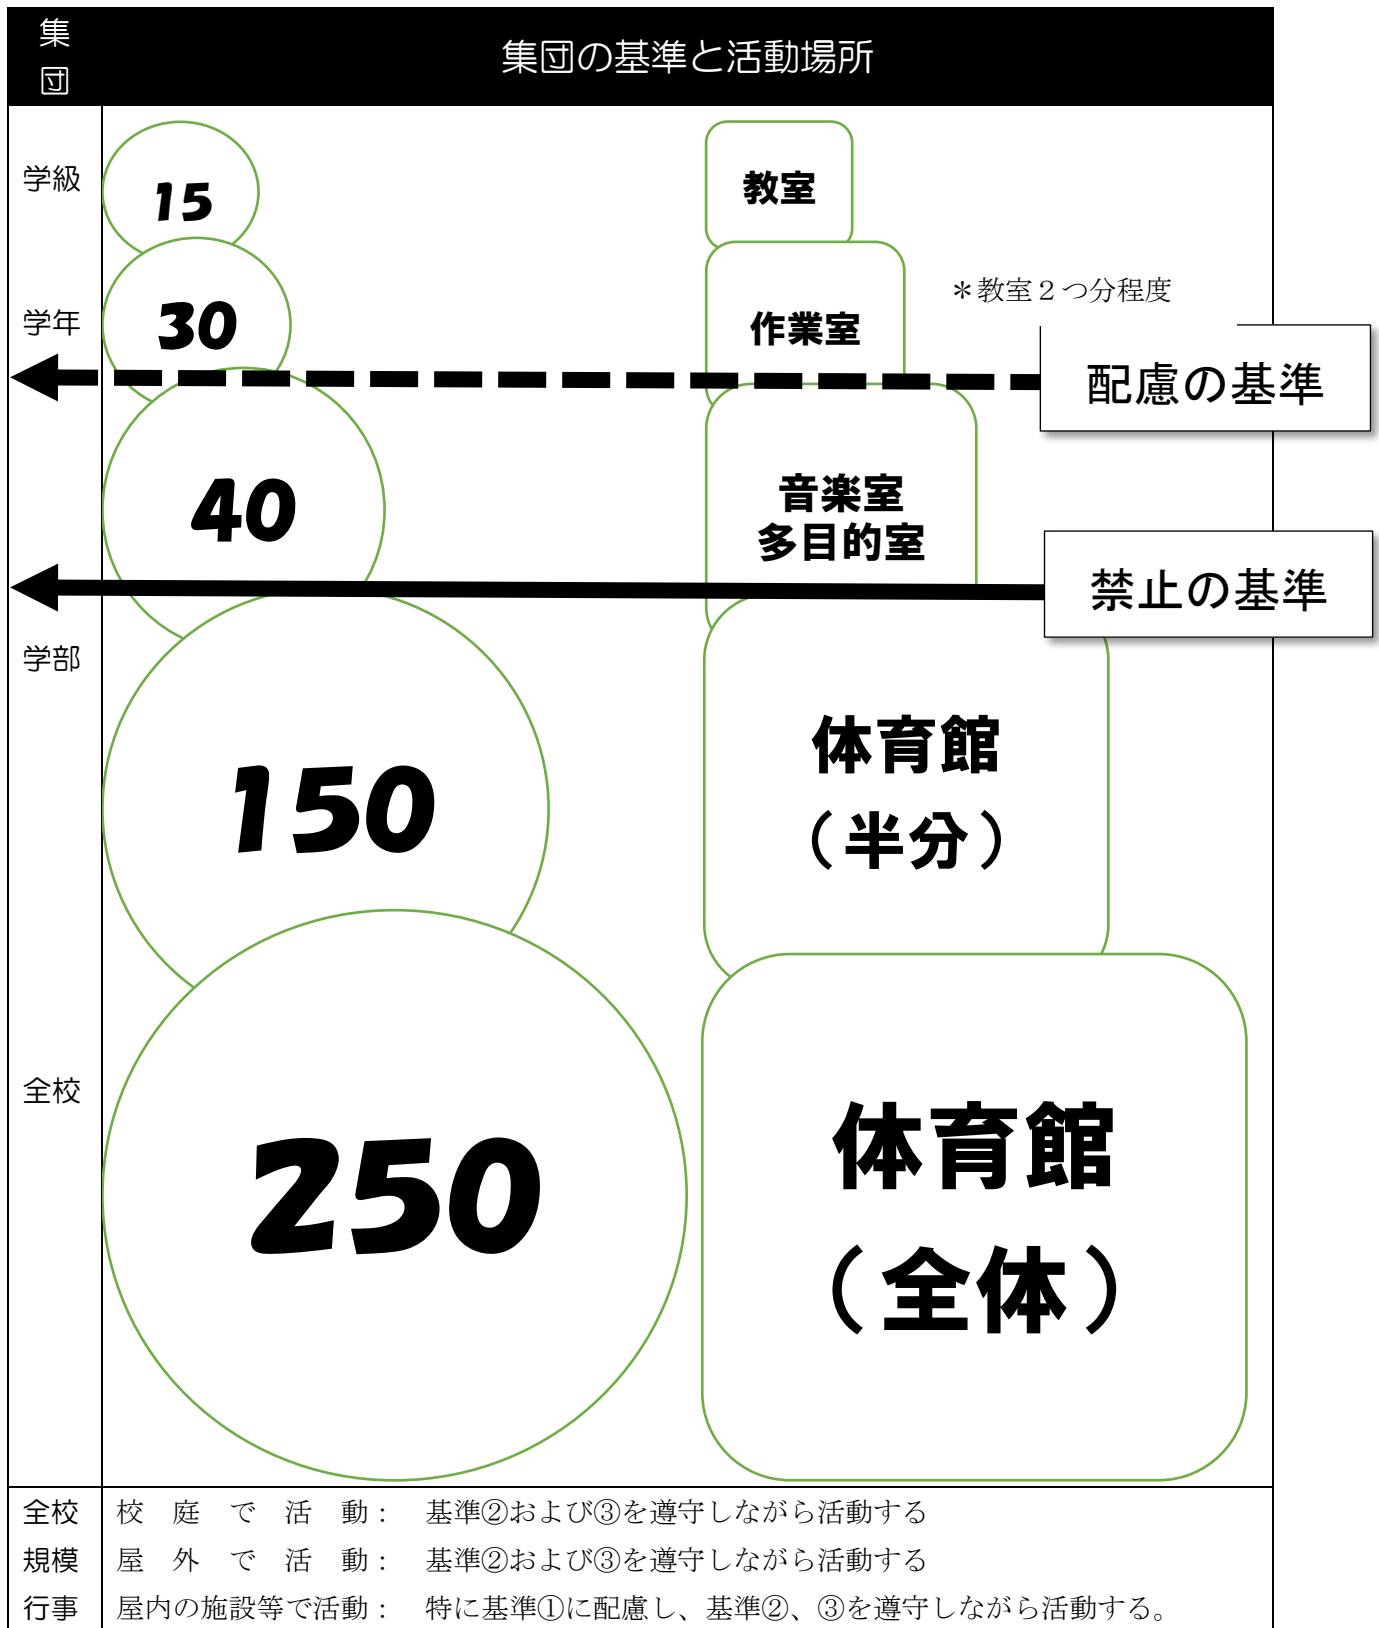 集団
集団の基準と活動場所
学級
15
教室
学年
30
作業室
＊教室２つ分程度
配慮の基準
40
音楽室
多目的室
禁止の基準
学部
150
体育館
（半分）
全校
250
体育館
（全体）
全校規模行事
校庭で活動： 基準②および③を遵守しながら活動する
屋外で活動： 基準②および③を遵守しながら活動する
屋内の施設等で活動： 特に基準①に配慮し、基準②、③を遵守しながら活動する。